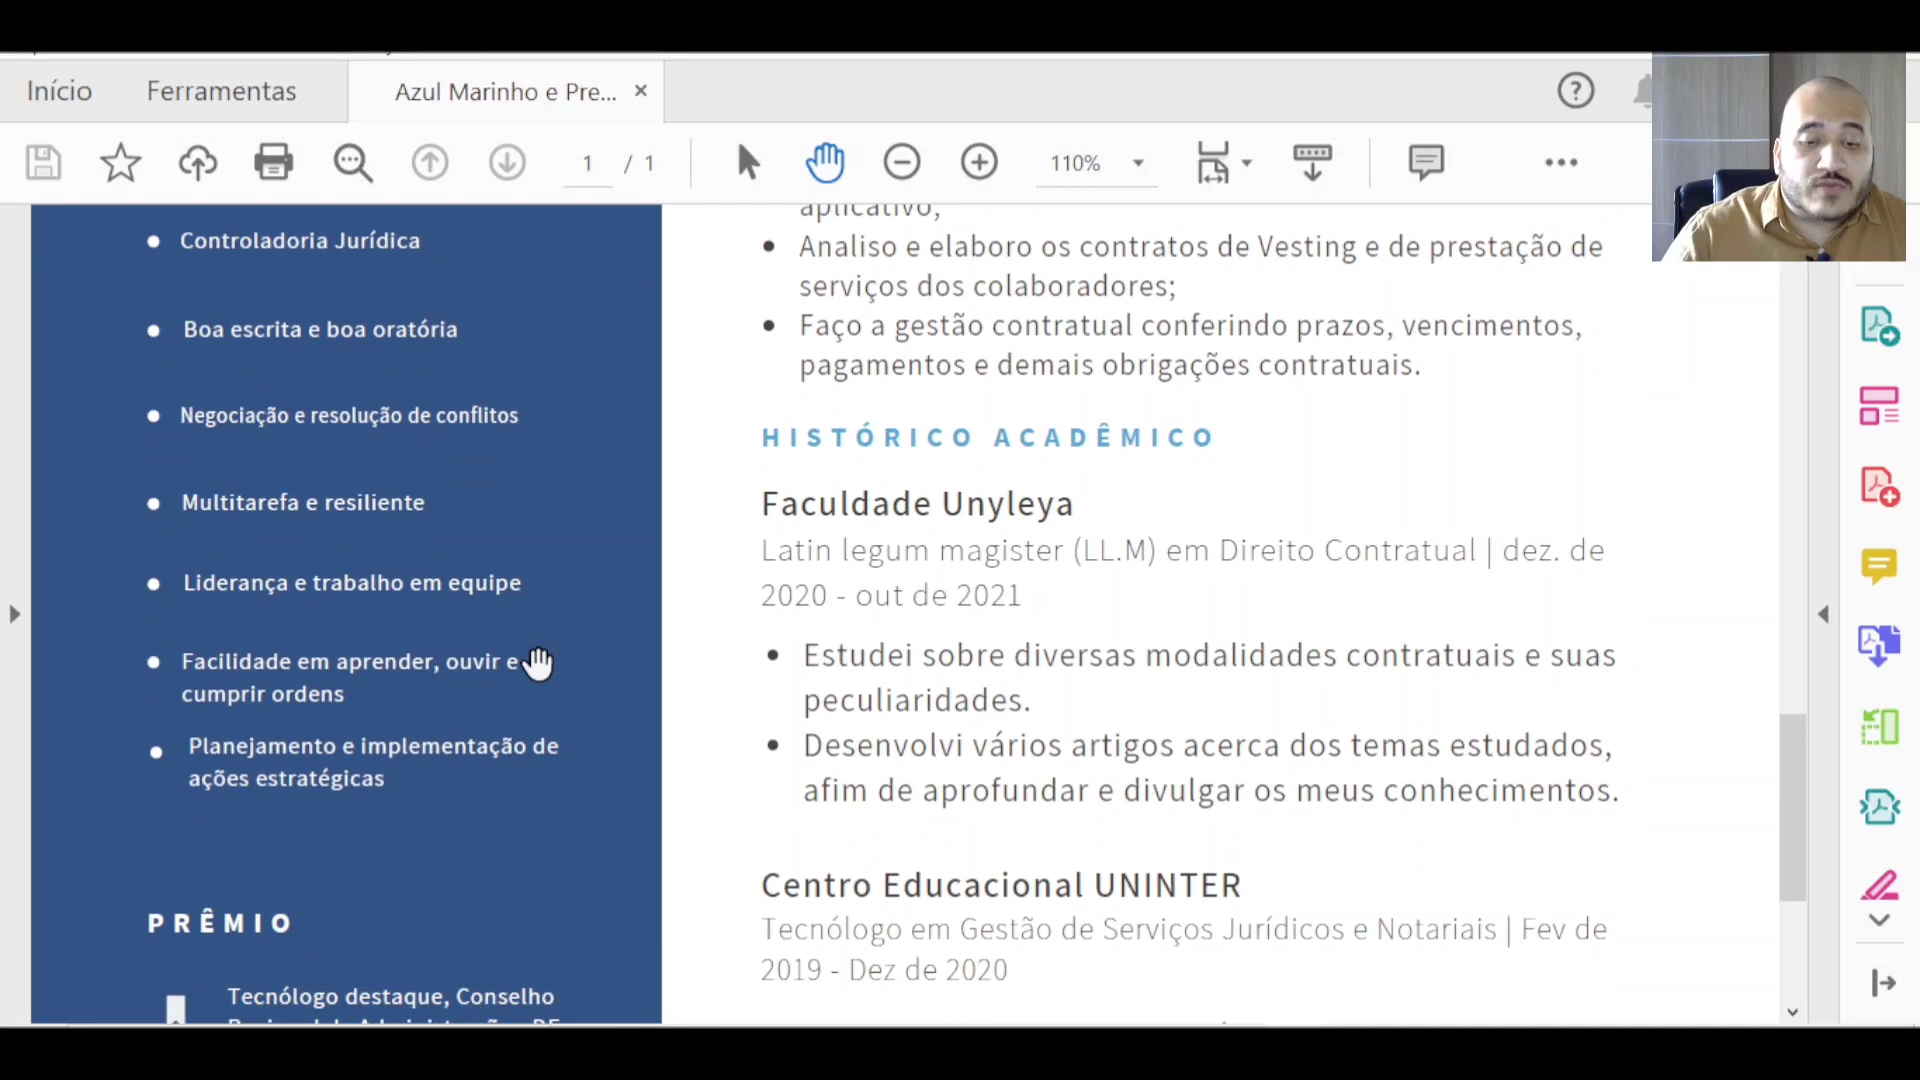 Início
Ferramentas
Azul Marinho e Pre...
1 / 1
110%
Controladoria Jurídica
Boa escrita e boa oratória
Negociação e resolução de conflitos
Multitarefa e resiliente
Liderança e trabalho em equipe
Facilidade em aprender, ouvir e
cumprir ordens
Planejamento e implementação de
ações estratégicas
PRÊMIO
Tecnólogo destaque, Conselho
aplicativo;
Analiso e elaboro os contratos de Vesting e de prestação de
serviços dos colaboradores;
Faço a gestão contratual conferindo prazos, vencimentos,
pagamentos e demais obrigações contratuais.
HISTÓRICO ACADÊMICO
Faculdade Unyleya
Latin legum magister (LL.M) em Direito Contratual | dez. de
2020 - out de 2021
Estudei sobre diversas modalidades contratuais e suas
peculiaridades.
Desenvolvi vários artigos acerca dos temas estudados,
afim de aprofundar e divulgar os meus conhecimentos.
Centro Educacional UNINTER
Tecnólogo em Gestão de Serviços Jurídicos e Notariais | Fev de
2019 - Dez de 2020